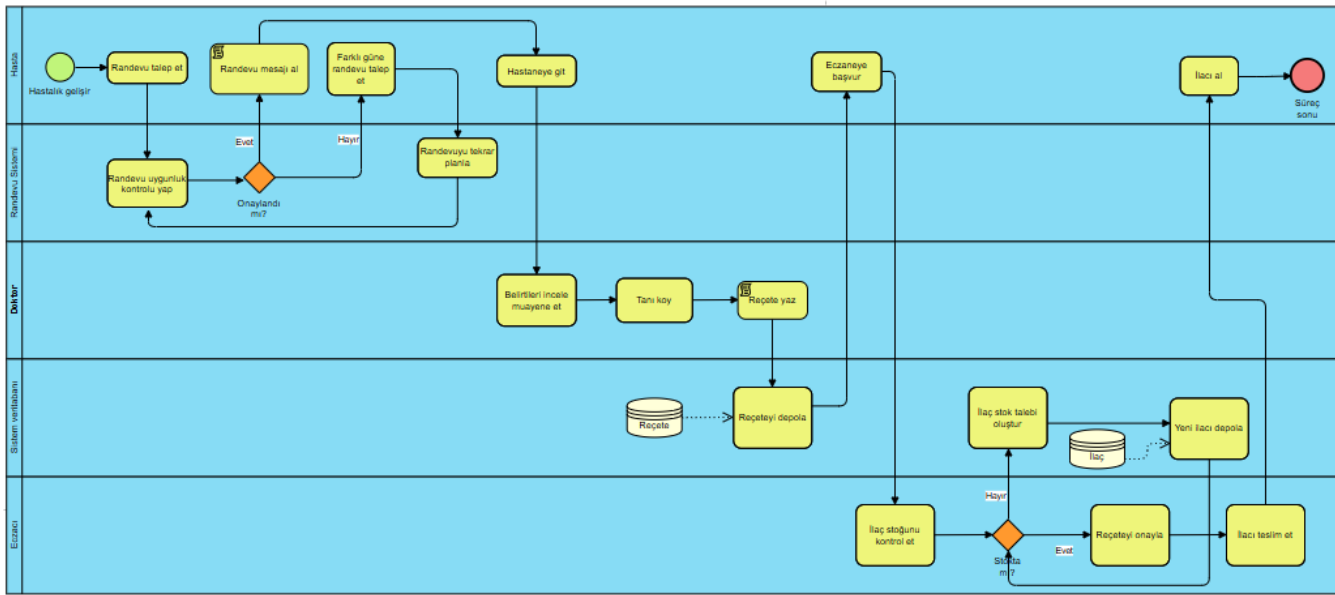 Hasta
Hastalık gelişir
Randevu talep et
Randevu mesajı al
Farklı güne
randevu talep
et
Hastaneye git
Eczaneye
başvur
İlacı al
Süreç
sonu
Randevu Sistemi
Randevu uygunluk
kontrolu yap
Evet
Onaylandı
mı?
Hayır
Randevuyu tekrar
planla
Doktor
Belirtileri incele
muayene et
Tanı koy
Reçete yaz
Sistem veritabanı
Reçete
Reçeteyi depola
İlaç stok talebi
oluştur
İlaç
Yeni ilacı depola
Eczacı
İlaç stoğunu
kontrol et
Hayır
Stokta
mı?
Evet
Reçeteyi onayla
İlacı teslim et